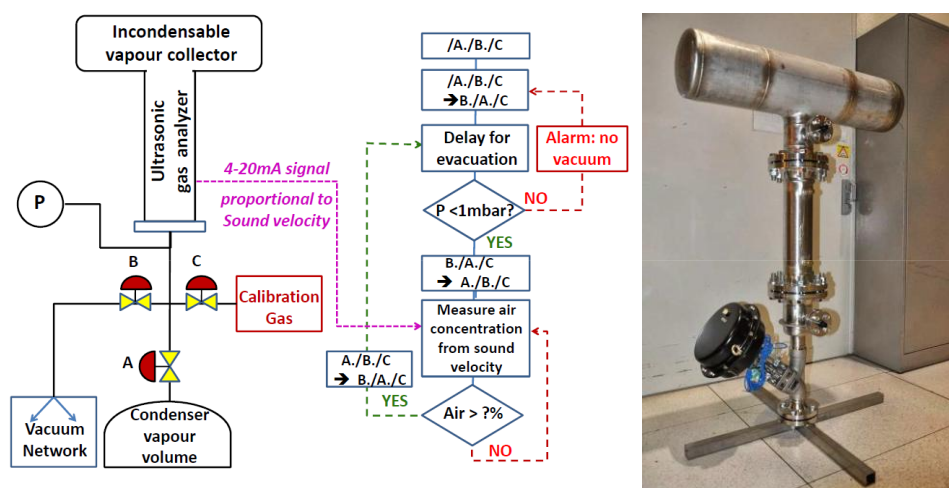 Incondensable
vapour collector
Ultrasonic
gas analyzer
P
4-20mA signal
proportional to
Sound velocity
B
C
Calibration
Gas
A
Vacuum
Network
Condenser
vapour
volume
/A./B./C
/A./B./C
➔B./A./C
Delay for
evacuation
Alarm: no
vacuum
P <1mbar?
NO
YES
B./A./C
➔ A./B./C
Measure air
concentration
from sound
velocity
A./B./C
➔ B./A./C
YES
Air > ?%
NO